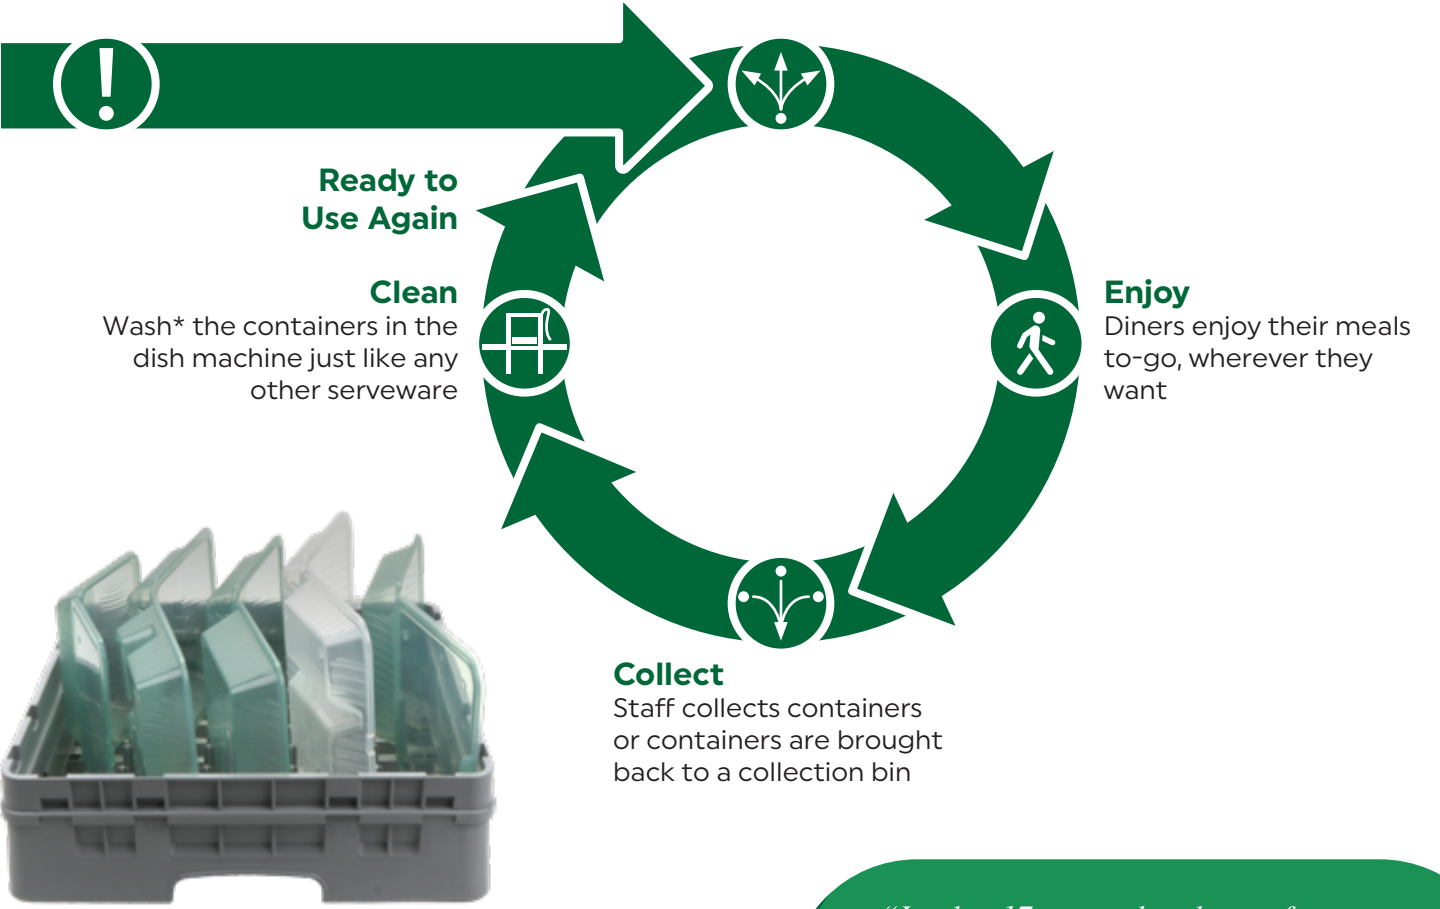 Ready to
Use Again
Clean
Wash* the containers in the
dish machine just like any
other serveware
Enjoy
Diners enjoy their meals
to-go, wherever they
want
Collect
Staff collects containers
or containers are brought
back to a collection bin